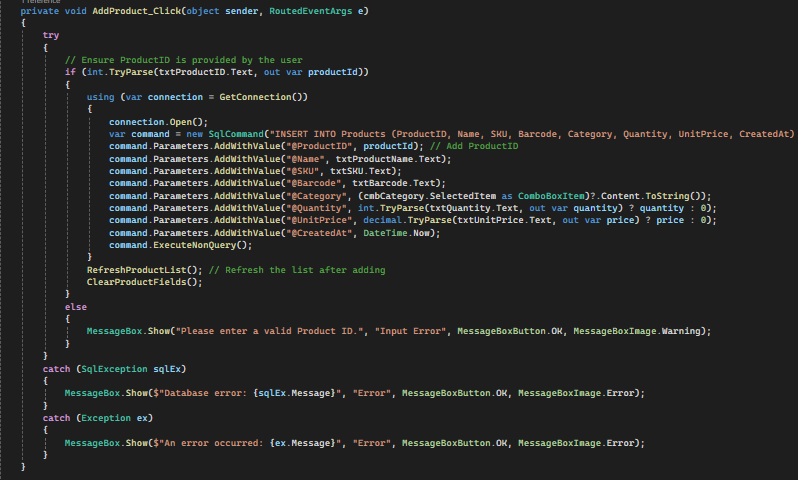 1 reference
private void AddProduct_Click(object sender, RoutedEventArgs e)
{
try
{
// Ensure ProductID is provided by the user
if (int.TryParse(txtProductID.Text, out var productId))
{
using (var connection = GetConnection())
{
connection.Open();
var command = new SqlCommand("INSERT INTO Products (ProductID, Name, SKU, Barcode, Category, Quantity, UnitPrice, CreatedAt)
command.Parameters.AddWithValue("@ProductID", productId); // Add ProductID
command.Parameters.AddWithValue("@Name", txtProductName.Text);
command.Parameters.AddWithValue("@SKU", txtSKU.Text);
command.Parameters.AddWithValue("@Barcode", txtBarcode.Text);
command.Parameters.AddWithValue("@Category", (cmbCategory.SelectedItem as ComboBoxItem)?.Content.ToString());
command.Parameters.AddWithValue("@Quantity", int.TryParse(txtQuantity.Text, out var quantity) ? quantity : 0);
command.Parameters.AddWithValue("@UnitPrice", decimal.TryParse(txtUnitPrice.Text, out var price) ? price : 0);
command.Parameters.AddWithValue("@CreatedAt", DateTime.Now);
command.ExecuteNonQuery();
}
RefreshProductList(); // Refresh the list after adding
ClearProductFields();
}
else
{
MessageBox.Show("Please enter a valid Product ID.", "Input Error", MessageBoxButton.OK, MessageBoxImage.Warning);
}
}
catch (SqlException sqlEx)
{
MessageBox.Show($"Database error: {sqlEx.Message}", "Error", MessageBoxButton.OK, MessageBoxImage.Error);
}
catch (Exception ex)
{
MessageBox.Show($"An error occurred: {ex.Message}", "Error", MessageBoxButton.OK, MessageBoxImage.Error);
}
}